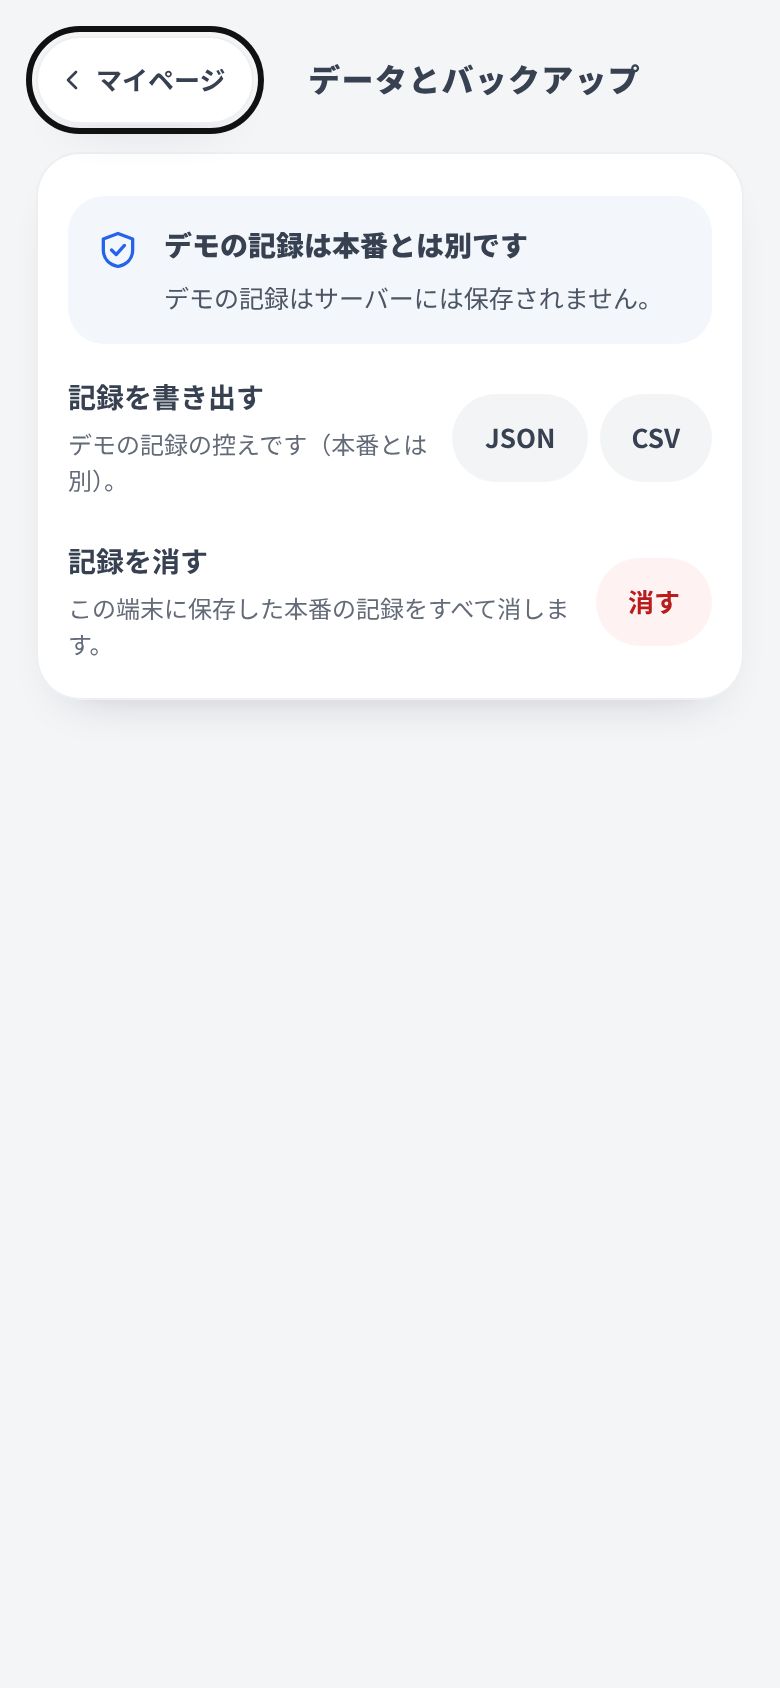 マイページ
データとバックアップ
デモの記録は本番とは別です
デモの記録はサーバーには保存されません。
記録を書き出す
デモの記録の控えです（本番とは
別）。
JSON
CSV
記録を消す
この端末に保存した本番の記録をすべて消しま
す。
消す